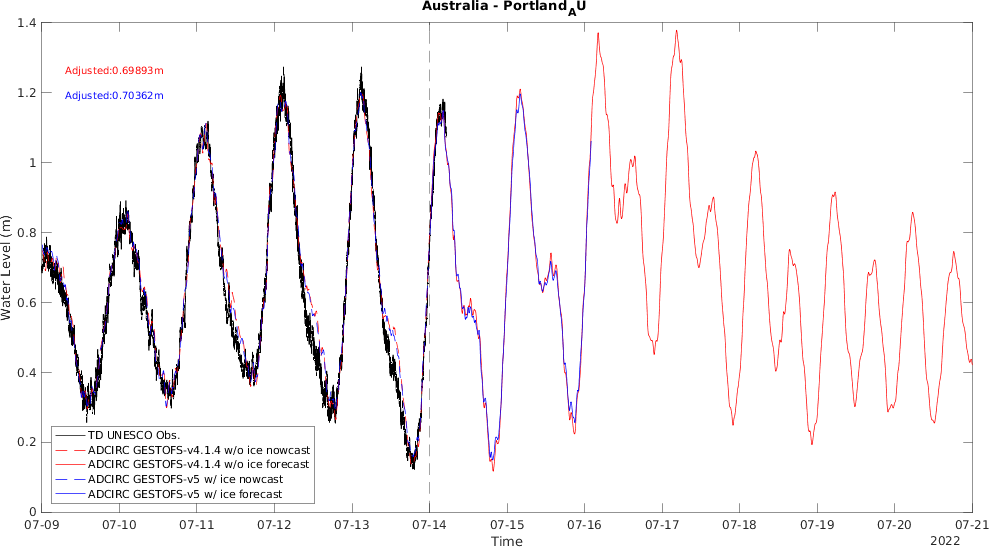 Australia - Portland_AU
1.4
1.2
1
0.8
0.6
0.4
0.2
0
Water Level (m)
Adjusted:0.69893m
Adjusted:0.70362m
TD UNESCO Obs.
ADCIRC GESTOFS-v4.1.4 w/o ice nowcast
ADCIRC GESTOFS-v4.1.4 w/o ice forecast
ADCIRC GESTOFS-v5 w/ ice nowcast
ADCIRC GESTOFS-v5 w/ ice forecast
07-09 07-10 07-11 07-12 07-13 07-14 07-15 07-16 07-17 07-18 07-19 07-20 07-21
Time
2022